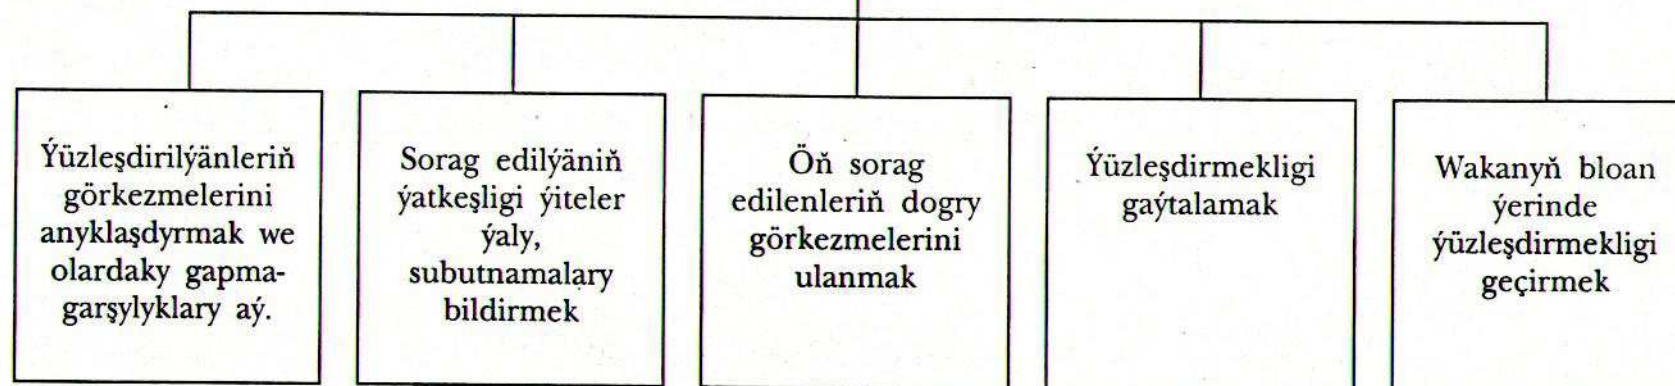 Ýüzleşdirilýänleriň
görkezmelerini
anyklaşdyrmak we
olardaky gapma-
garşylyklary aý.
Sorag edilýäniň
ýatkeşligi ýiteler
ýaly,
subutnamalary
bildirmek
Öň sorag
edilenleriň dogry
görkezmelerini
ulanmak
Ýüzleşdirmekligi
gaýtalamak
Wakanyň bloan
ýerinde
ýüzleşdirmekligi
geçirmek